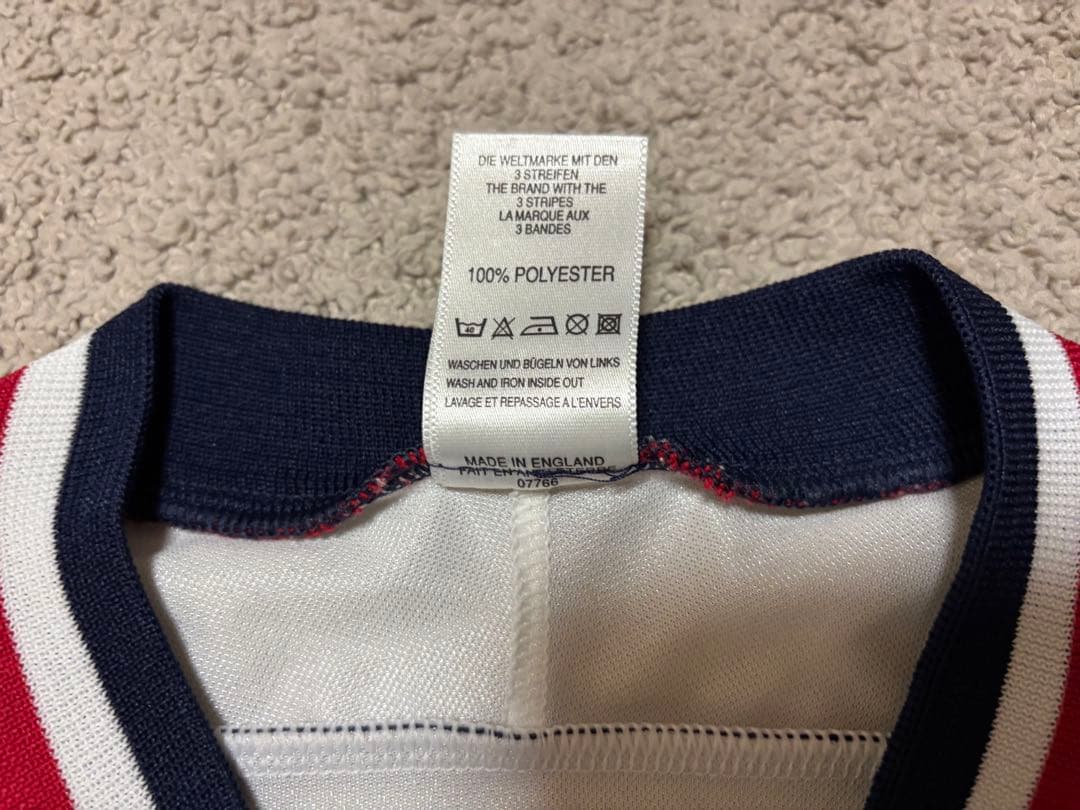 DIE WELTMARKE MIT DEN
3 STREIFEN
THE BRAND WITH THE
3 STRIPES
LA MARQUE AUX
3 BANDES
100% POLYESTER
40
WASCHEN UND BÜGELN VON LINKS
WASH AND IRON INSIDE OUT
LAVAGE ET REPASSAGE A L'ENVERS
MADE IN ENGLAND
FAIT EN
07766